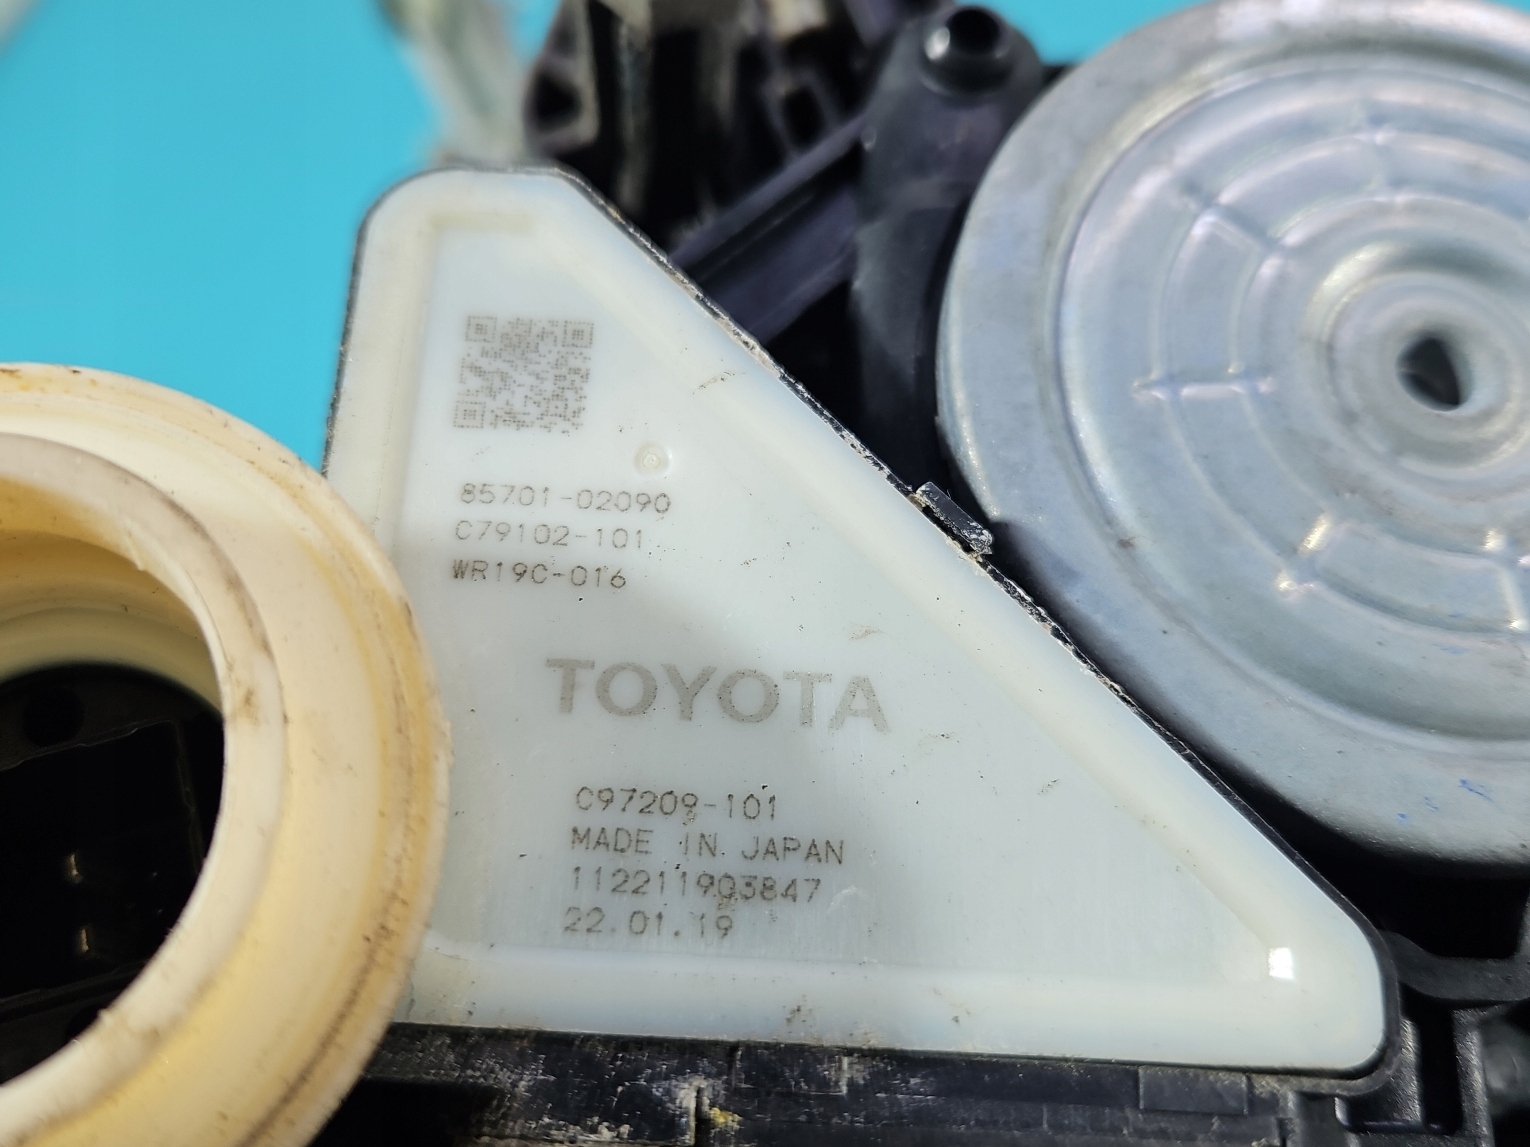 85701-02090
C79102-101
WR19C-016
TOYOTA
C97209-101
MADE IN JAPAN
112211903847
22.01.19